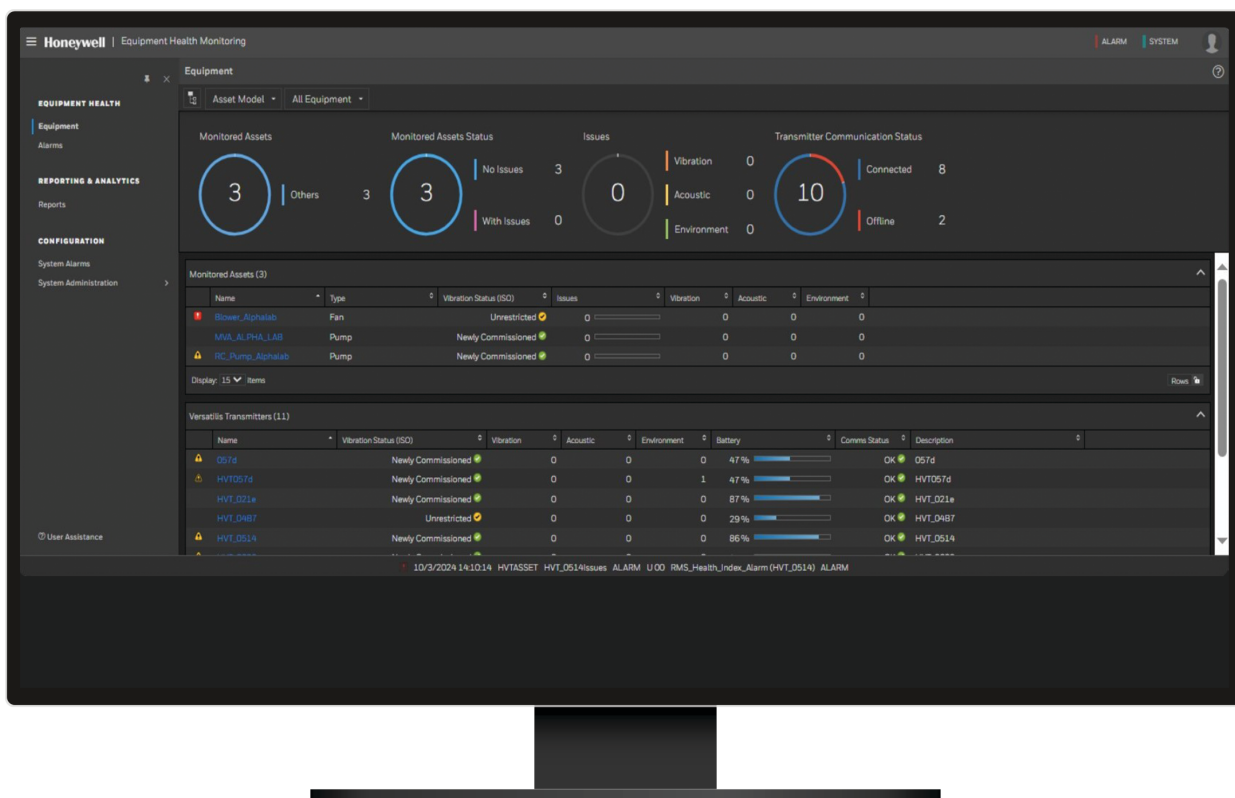 Honeywell | Equipment Health Monitoring
ALARM SYSTEM
Equipment
EQUIPMENT HEALTH
Equipment
Alarms
REPORTING & ANALYTICS
Reports
CONFIGURATION
System Alarms
System Administration
User Assistance
Asset Model All Equipment
Monitored Assets
3
Others 3
Monitored Assets Status
3
No Issues 3
With Issues 0
Issues
0
Vibration 0
Acoustic 0
Environment 0
Transmitter Communication Status
10
Connected 8
Offline 2
Monitored Assets (3)
Name Type Vibration Status (ISO) Issues Vibration Acoustic Environment
Blower_Alphalab Fan Unrestricted 0 0 0 0
MVA_ALPHA_LAB Pump Newly Commissioned 0 0 0 0
RC_Pump_Alphalab Pump Newly Commissioned 0 0 0 0
Display: 15 Items Rows
Versatilis Transmitters (11)
Name Vibration Status (ISO) Vibration Acoustic Environment Battery Comms Status Description
057d Newly Commissioned 0 0 0 47% OK 057d
HVT057d Newly Commissioned 0 0 1 47% OK HVT057d
HVT_021e Newly Commissioned 0 0 0 87% OK HVT_021e
HVT_04B7 Unrestricted 0 0 0 29% OK HVT_04B7
HVT_0514 Newly Commissioned 0 0 0 86% OK HVT_0514
10/3/2024 14:10:14 HVTASSET HVT_0514Issues ALARM U 00 RMS_Health_Index_Alarm (HVT_0514) ALARM